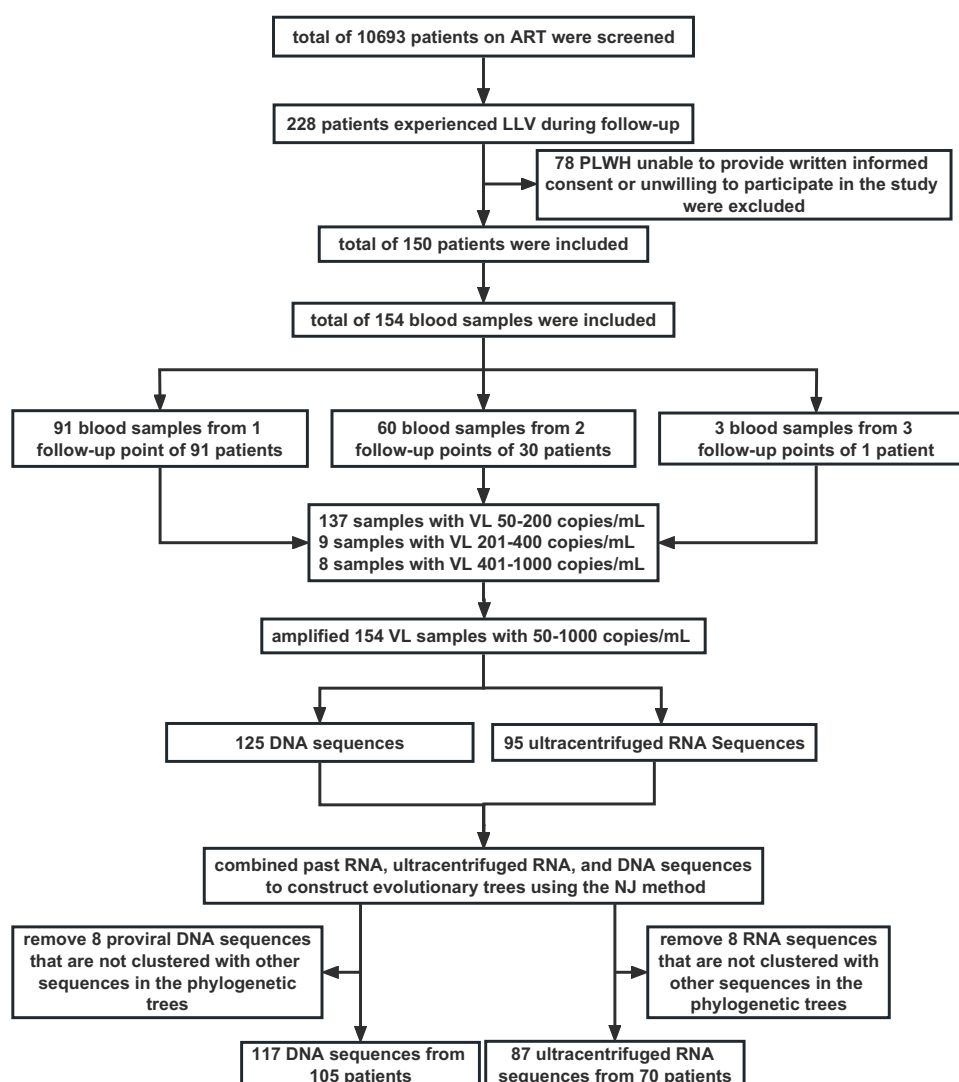 total of 10693 patients on ART were screened
228 patients experienced LLV during follow-up
78 PLWH unable to provide written informed
consent or unwilling to participate in the study
were excluded
total of 150 patients were included
total of 154 blood samples were included
91 blood samples from 1
follow-up point of 91 patients
60 blood samples from 2
follow-up points of 30 patients
3 blood samples from 3
follow-up points of 1 patient
137 samples with VL 50-200 copies/mL
9 samples with VL 201-400 copies/mL
8 samples with VL 401-1000 copies/mL
amplified 154 VL samples with 50-1000 copies/mL
125 DNA sequences
95 ultracentrifuged RNA Sequences
combined past RNA, ultracentrifuged RNA, and DNA sequences
to construct evolutionary trees using the NJ method
remove 8 proviral DNA sequences
that are not clustered with other
sequences in the phylogenetic
trees
remove 8 RNA sequences
that are not clustered with
other sequences in the
phylogenetic trees
117 DNA sequences from
105 patients
87 ultracentrifuged RNA
sequences from 70 patients